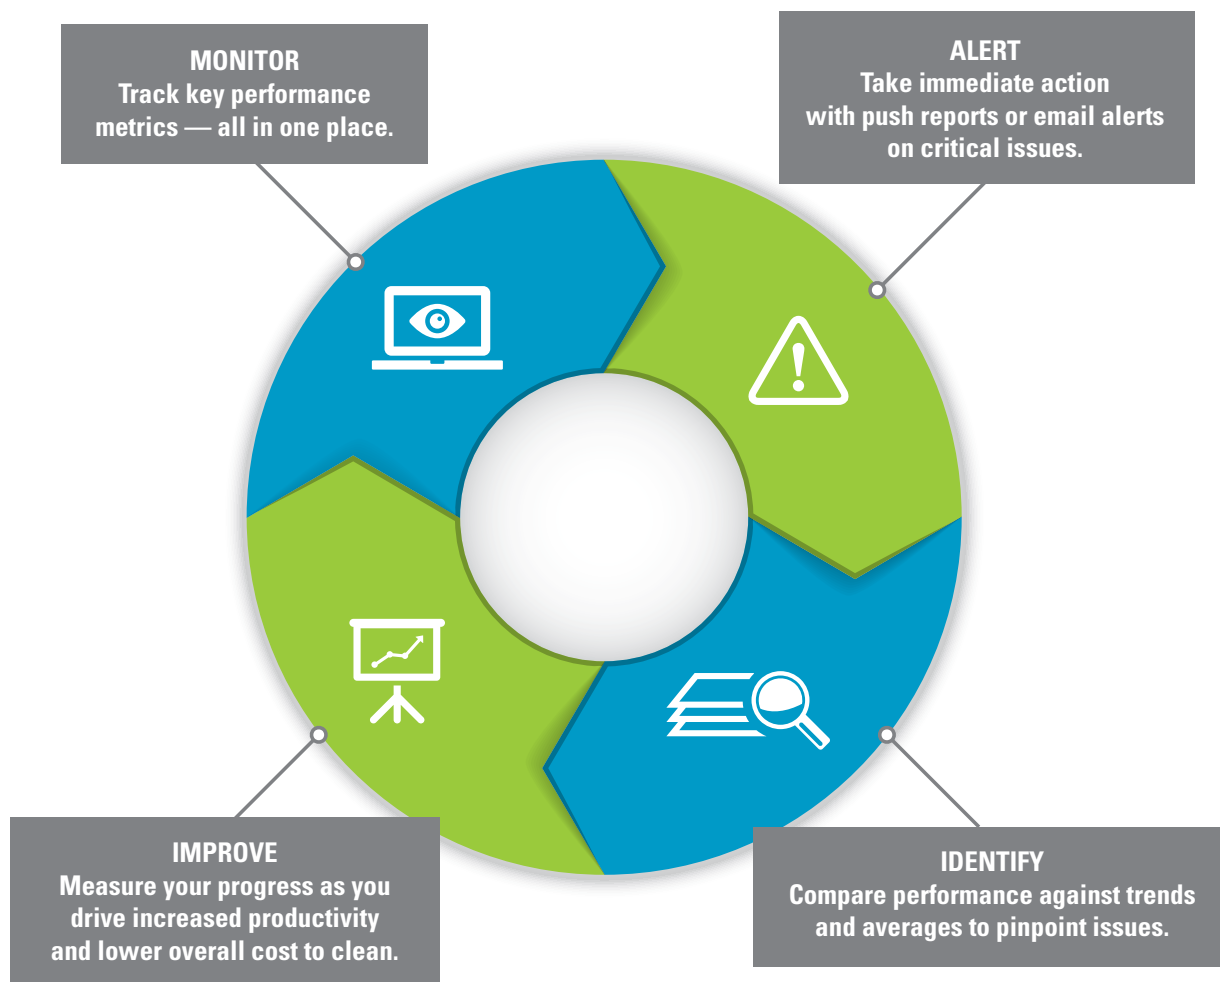 MONITOR
Track key performance
metrics — all in one place.
ALERT
Take immediate action
with push reports or email alerts
on critical issues.
IMPROVE
Measure your progress as you
drive increased productivity
and lower overall cost to clean.
IDENTIFY
Compare performance against trends
and averages to pinpoint issues.